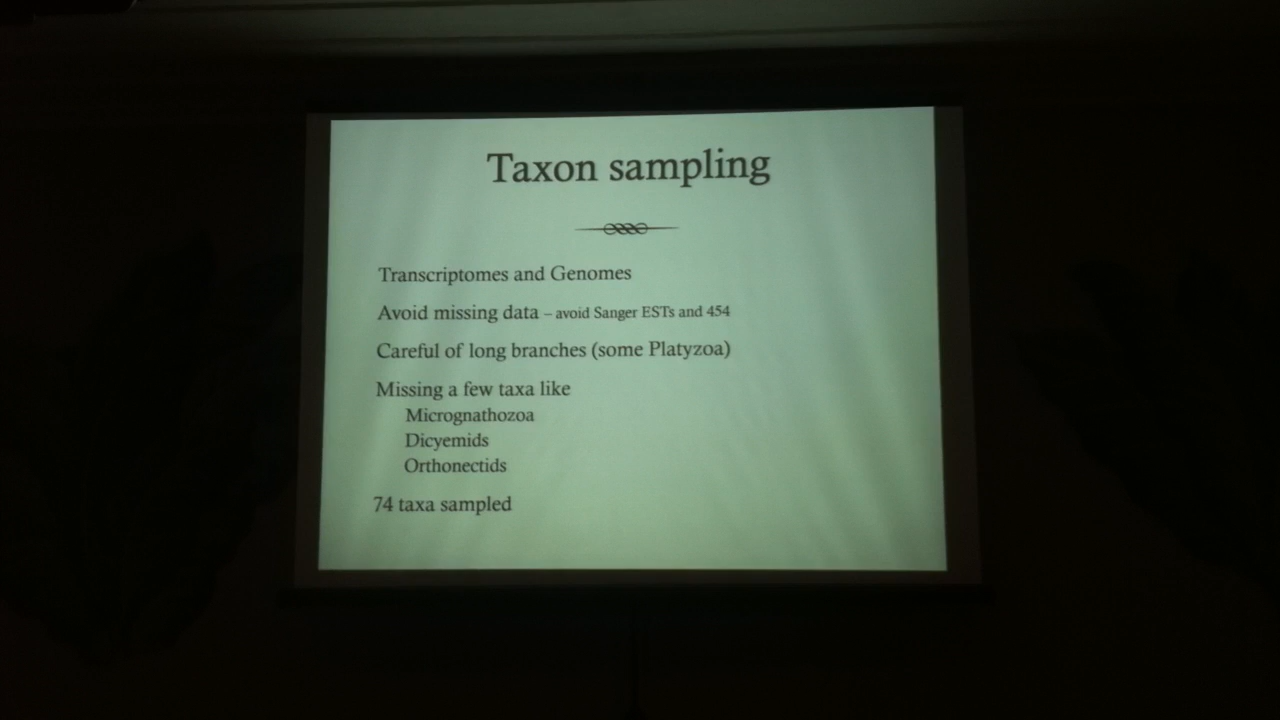 Taxon sampling
Transcriptomes and Genomes
Avoid missing data – avoid Sanger ESTs and 454
Careful of long branches (some Platyzoa)
Missing a few taxa like
Micrognathozoa
Dicyemids
Orthonectids
74 taxa sampled